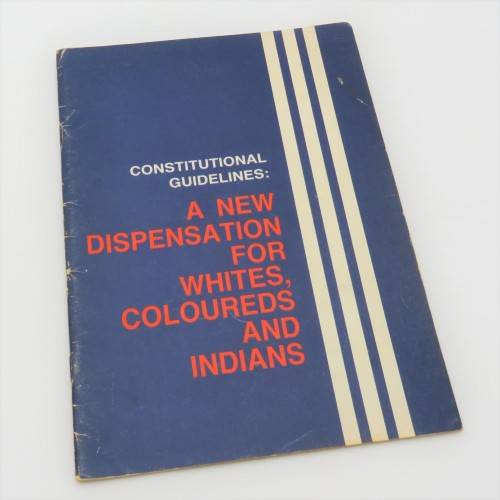 CONSTITUTIONAL
GUIDELINES:
A NEW
DISPENSATION
FOR
WHITES,
COLOUREDS
AND
INDIANS